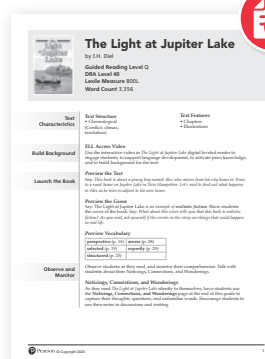 The Light at Jupiter Lake
by J.H. Diel
Guided Reading Level Q
DRA Level 40
Lexile Measure 800L
Word Count 3,356
Text Characteristics
Text Structure
• Chronological
(Conflict, climax, resolution)
Text Features
• Chapters
• Illustrations
Build Background
ELL Access Video
Use the interactive video in The Light at Jupiter Lake digital leveled reader to
engage students, to support language development, to activate prior knowledge,
and to build background for the text.
Launch the Book
Preview the Text
Say: This book is about a young boy named Alec who moves from his city home in Texas
to a rural home on Jupiter Lake in New Hampshire. Let's read to find out what happens
to Alec as he tries to adjust to his new home.
Preview the Genre
Say: The Light at Jupiter Lake is an example of realistic fiction. Show students
the cover of the book. Say: What about this cover tells you that this book is realistic
fiction? As you read, ask yourself if the events in the story are things that could happen
in real life.
Preview Vocabulary
perspective (p. 16) access (p. 28)
selected (p. 19) expertly (p. 29)
structured (p. 25)
Observe and Monitor
Observe students as they read, and monitor their comprehension. Talk with
students about their Noticings, Connections, and Wonderings.
Noticings, Connections, and Wonderings
As they read The Light at Jupiter Lake silently to themselves, have students use
the Noticings, Connections, and Wonderings page at the end of this guide to
capture their thoughts, questions, and unfamiliar words. Encourage students to
use their notes in discussions and writing.
Pearson © Copyright 2020
1